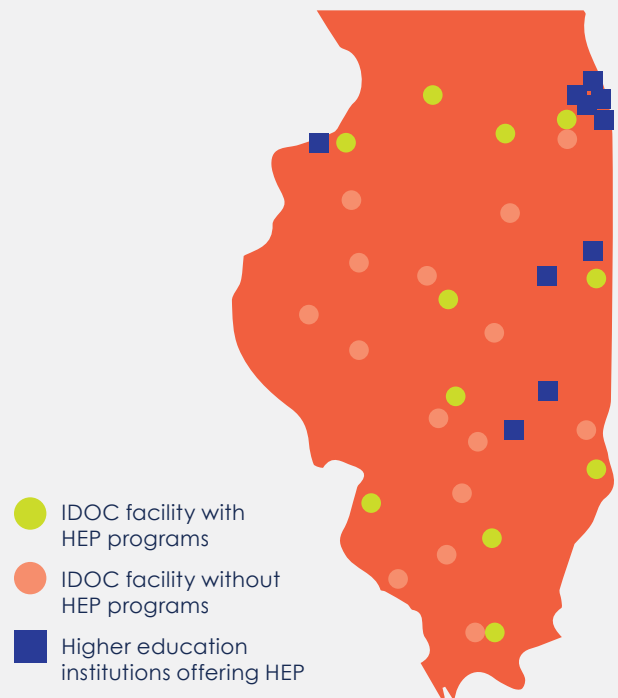 IDOC facility with
HEP programs
IDOC facility without
HEP programs
Higher education
institutions offering HEP